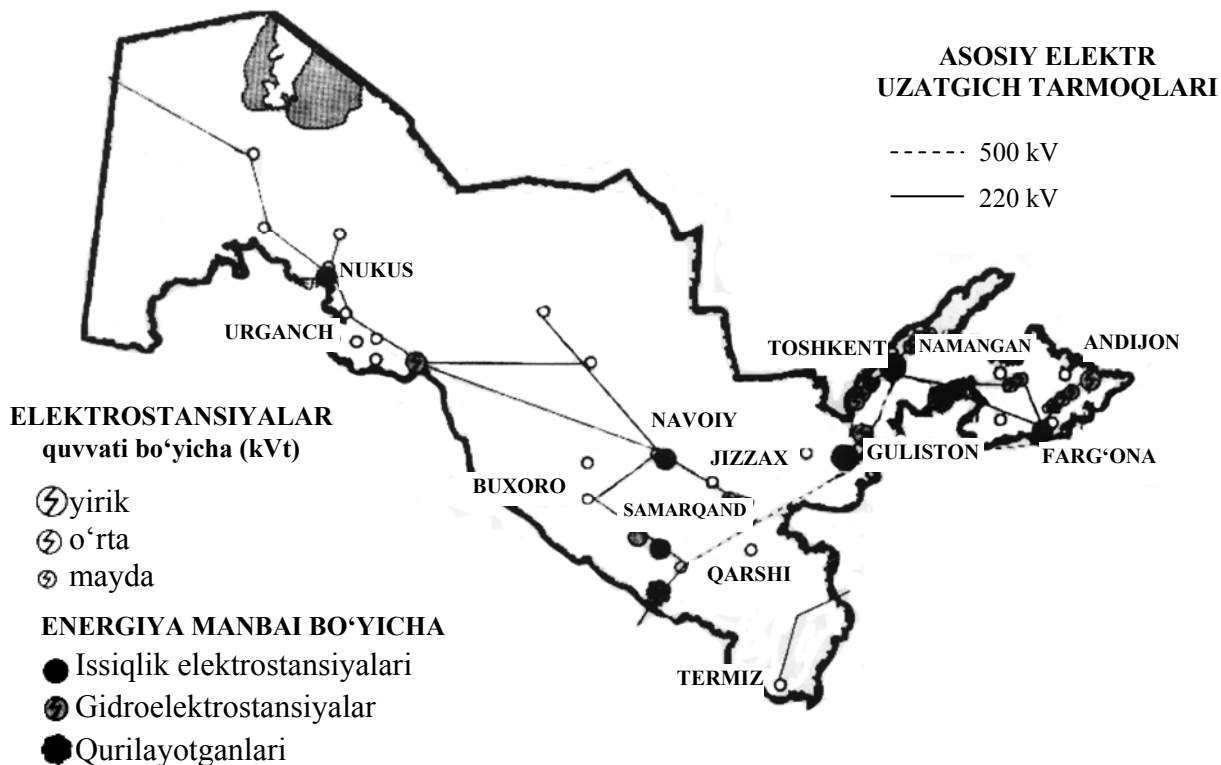 ASOSIY ELEKTR
UZATGICH TARMOQLARI
500 kV
220 kV
NUKUS
URGANCH
TOSHKENT
NAMANGAN
ANDIJON
NAVOIY
JIZZAX
GULISTON
FARG‘ONA
BUXORO
SAMARQAND
QARSHI
TERMIZ
ELEKTROSTANSIYALAR
quvvati bo‘yicha (kVt)
yirik
o‘rta
mayda
ENERGIYA MANBAI BO‘YICHA
Issiqlik elektrostansiyalari
Gidroelektrostansiyalar
Qurilayotganlari